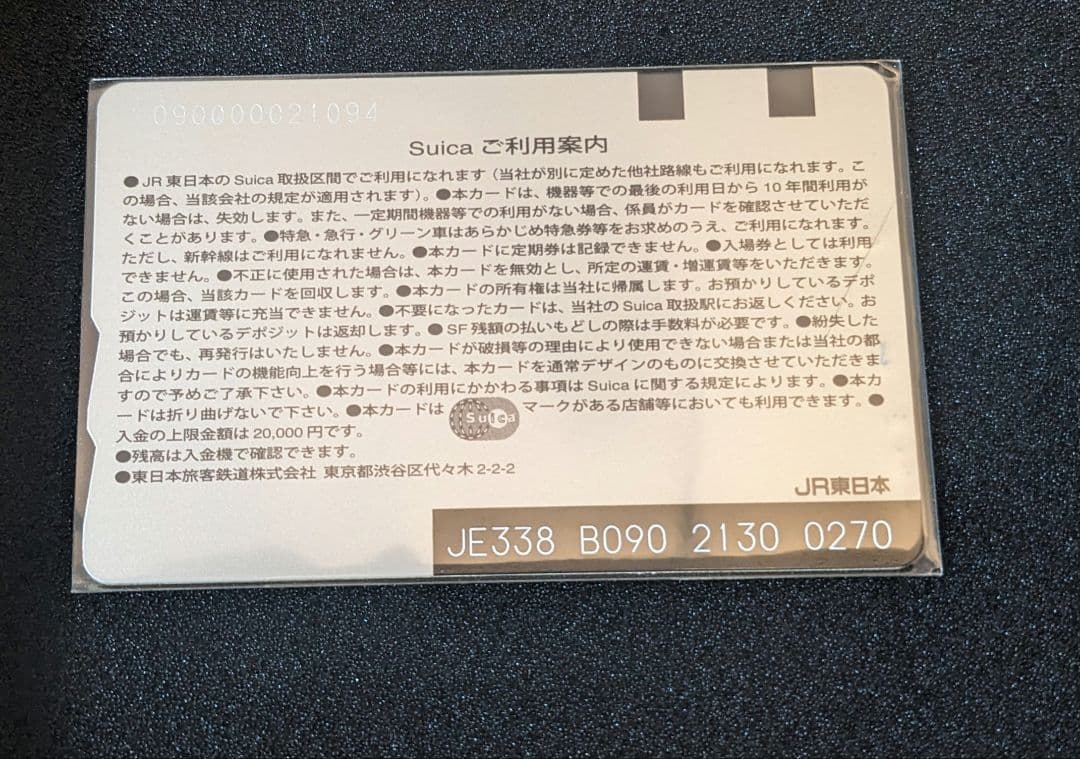 090000021094
Suica ご利用案内
●JR東日本のSuica取扱区間でご利用になれます（当社が別に定めた他社路線もご利用になれます。こ
の場合、当該会社の規定が適用されます）。●本カードは、機器等での最後の利用日から10年間利用が
ない場合は、失効します。また、一定期間機器等での利用がない場合、係員がカードを確認させていただ
くことがあります。●特急・急行・グリーン車はあらかじめ特急券等をお求めのうえ、ご利用になれます。
ただし、新幹線はご利用になれません。●本カードに定期券は記録できません。●入場券としては利用
できません。●不正に使用された場合は、本カードを無効とし、所定の運賃・増運賃等をいただきます。
この場合、当該カードを回収します。●本カードの所有権は当社に帰属します。お預かりしているデポ
ジットは運賃等に充当できません。●不要になったカードは、当社のSuica取扱駅にお返しください。お
預かりしているデポジットは返却します。●SF残額の払いもどしの際は手数料が必要です。●紛失した
場合でも、再発行はいたしません。●本カードが破損等の理由により使用できない場合または当社の都
合によりカードの機能向上を行う場合等には、本カードを通常デザインのものに交換させていただきま
すので予めご了承下さい。●本カードの利用にかかわる事項はSuicaに関する規定によります。●本カ
ードは折り曲げないで下さい。●本カードは Suica マークがある店舗等においても利用できます。●
入金の上限金額は20,000円です。
●残高は入金機で確認できます。
●東日本旅客鉄道株式会社 東京都渋谷区代々木2-2-2
JR東日本
JE338 B090 2130 0270